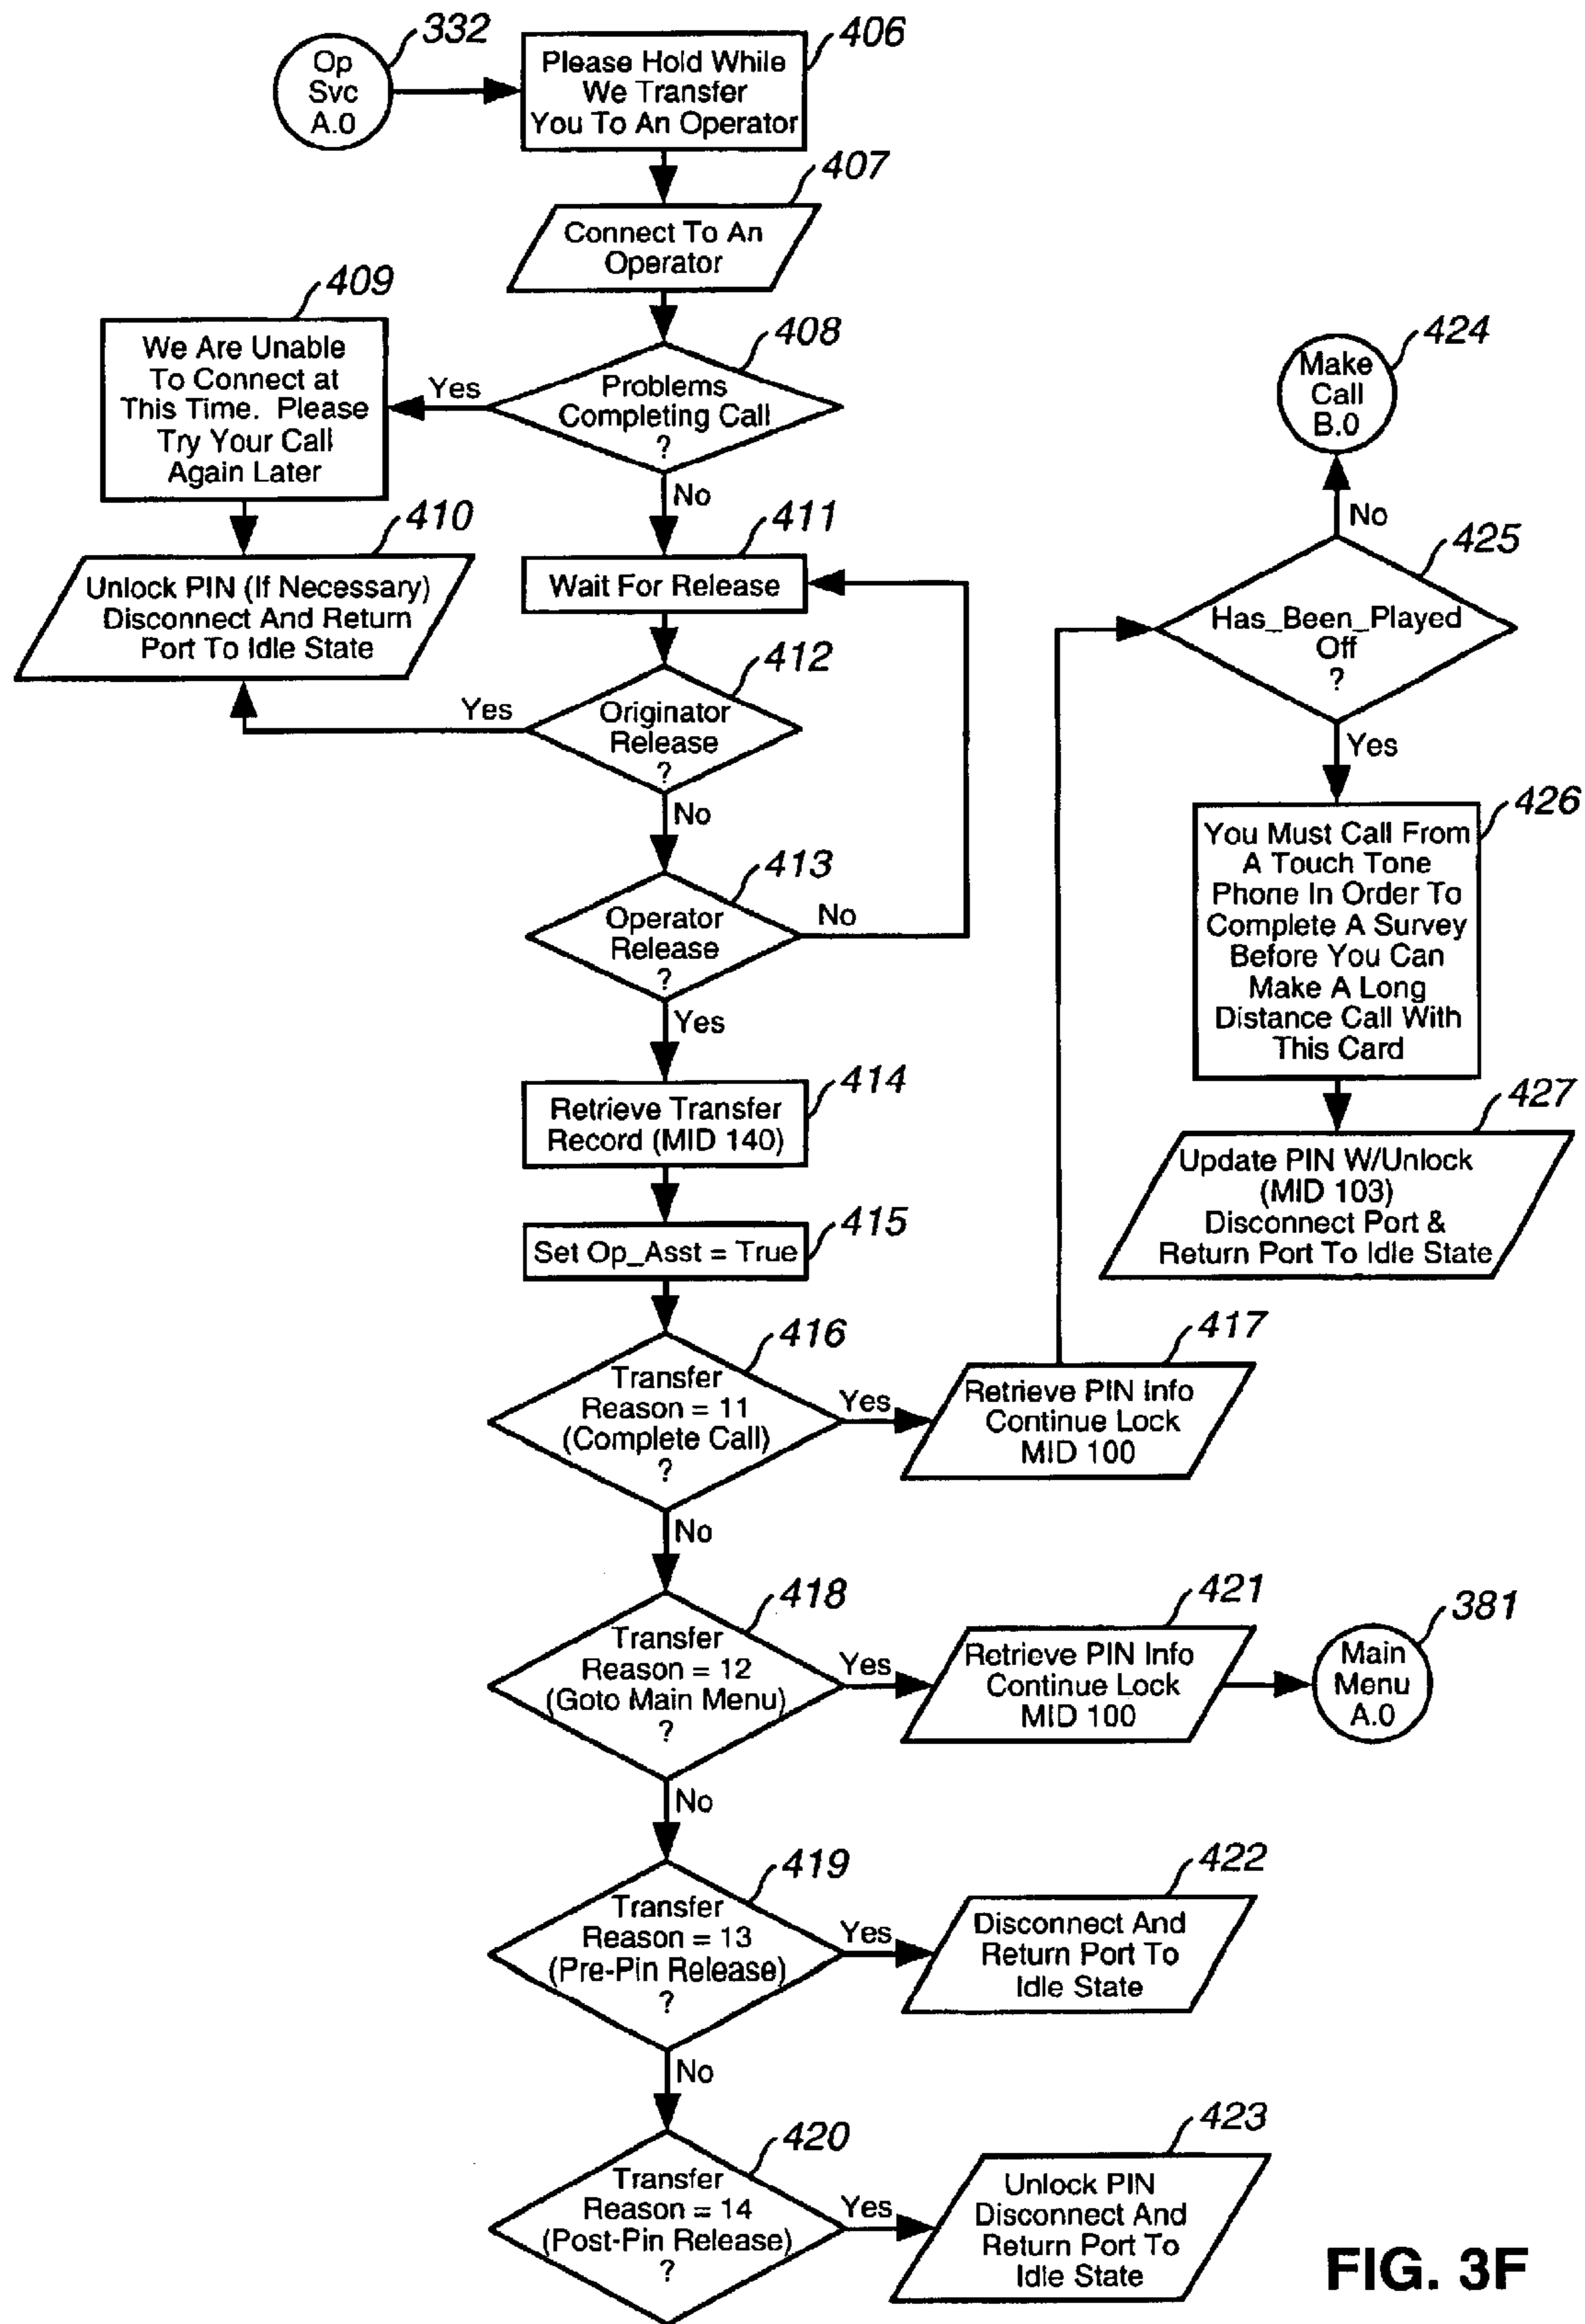 332
Op
Svc
A.0
406
Please Hold While
We Transfer
You To An Operator
407
Connect To An
Operator
408
Problems
Completing Call
?
Yes
No
409
We Are Unable
To Connect at
This Time. Please
Try Your Call
Again Later
410
Unlock PIN (If Necessary)
Disconnect And Return
Port To Idle State
411
Wait For Release
412
Originator
Release
?
Yes
No
413
Operator
Release
?
No
Yes
414
Retrieve Transfer
Record (MID 140)
415
Set Op_Asst = True
416
Transfer
Reason = 11
(Complete Call)
?
Yes
No
417
Retrieve PIN Info
Continue Lock
MID 100
424
Make
Call
B.0
No
425
Has_Been_Played
Off
?
Yes
426
You Must Call From
A Touch Tone
Phone In Order To
Complete A Survey
Before You Can
Make A Long
Distance Call With
This Card
427
Update PIN W/Unlock
(MID 103)
Disconnect Port &
Return Port To Idle State
418
Transfer
Reason = 12
(Goto Main Menu)
?
Yes
No
421
Retrieve PIN Info
Continue Lock
MID 100
381
Main
Menu
A.0
419
Transfer
Reason = 13
(Pre-Pin Release)
?
Yes
No
422
Disconnect And
Return Port To
Idle State
420
Transfer
Reason = 14
(Post-Pin Release)
?
Yes
423
Unlock PIN
Disconnect And
Return Port To
Idle State
FIG. 3F